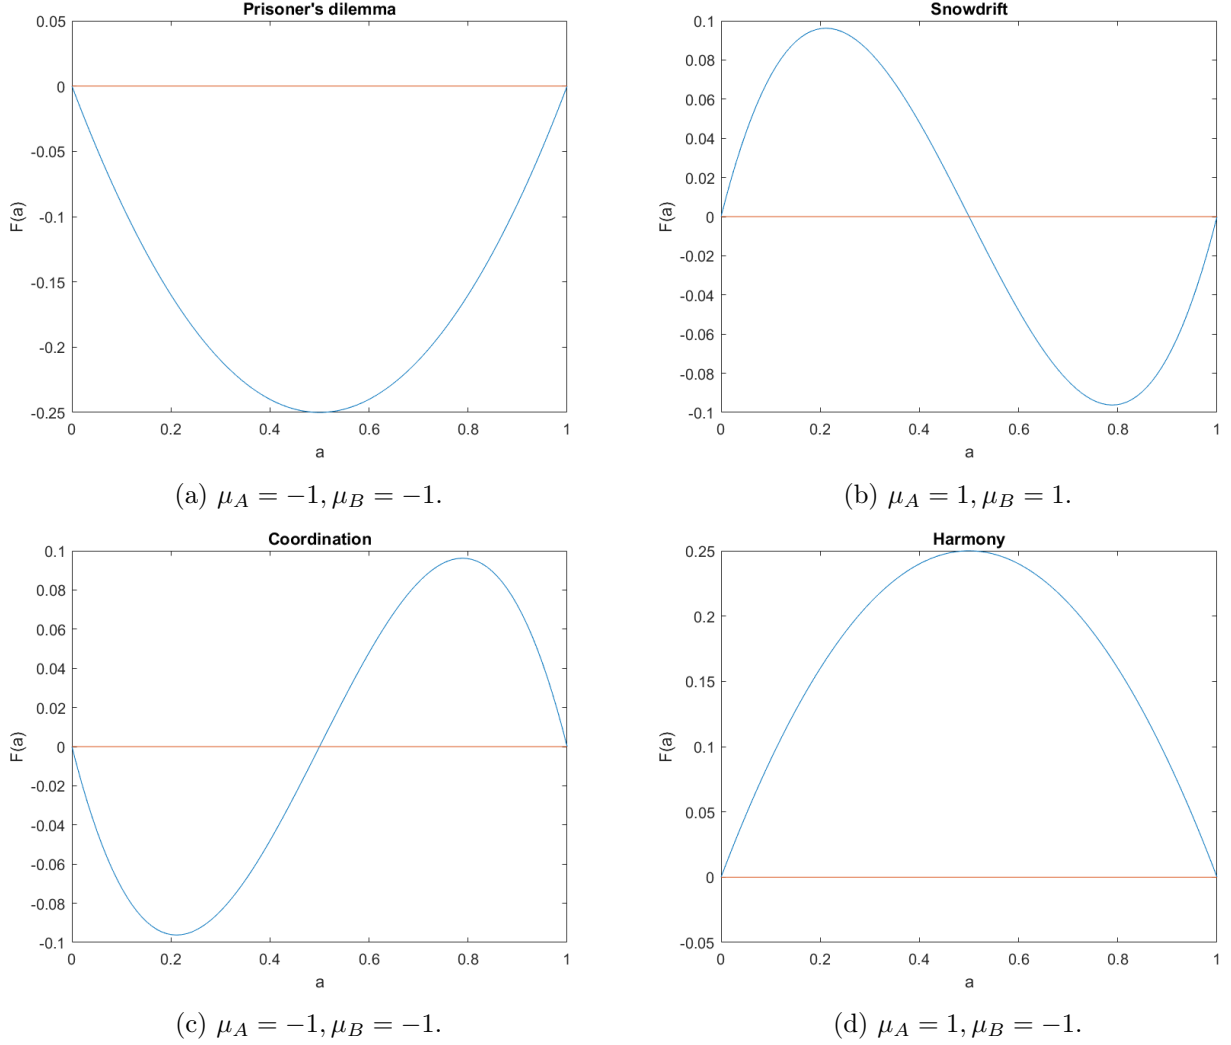 Prisoner's dilemma
0.05
0
-0.05
-0.1
-0.15
-0.2
-0.25
F(a)
0 0.2 0.4 0.6 0.8 1
a
(a) μ_A = −1, μ_B = −1.
Snowdrift
0.1
0.08
0.06
0.04
0.02
0
-0.02
-0.04
-0.06
-0.08
-0.1
F(a)
0 0.2 0.4 0.6 0.8 1
a
(b) μ_A = 1, μ_B = 1.
Coordination
0.1
0.08
0.06
0.04
0.02
0
-0.02
-0.04
-0.06
-0.08
-0.1
F(a)
0 0.2 0.4 0.6 0.8 1
a
(c) μ_A = −1, μ_B = −1.
Harmony
0.25
0.2
0.15
0.1
0.05
0
-0.05
F(a)
0 0.2 0.4 0.6 0.8 1
a
(d) μ_A = 1, μ_B = −1.